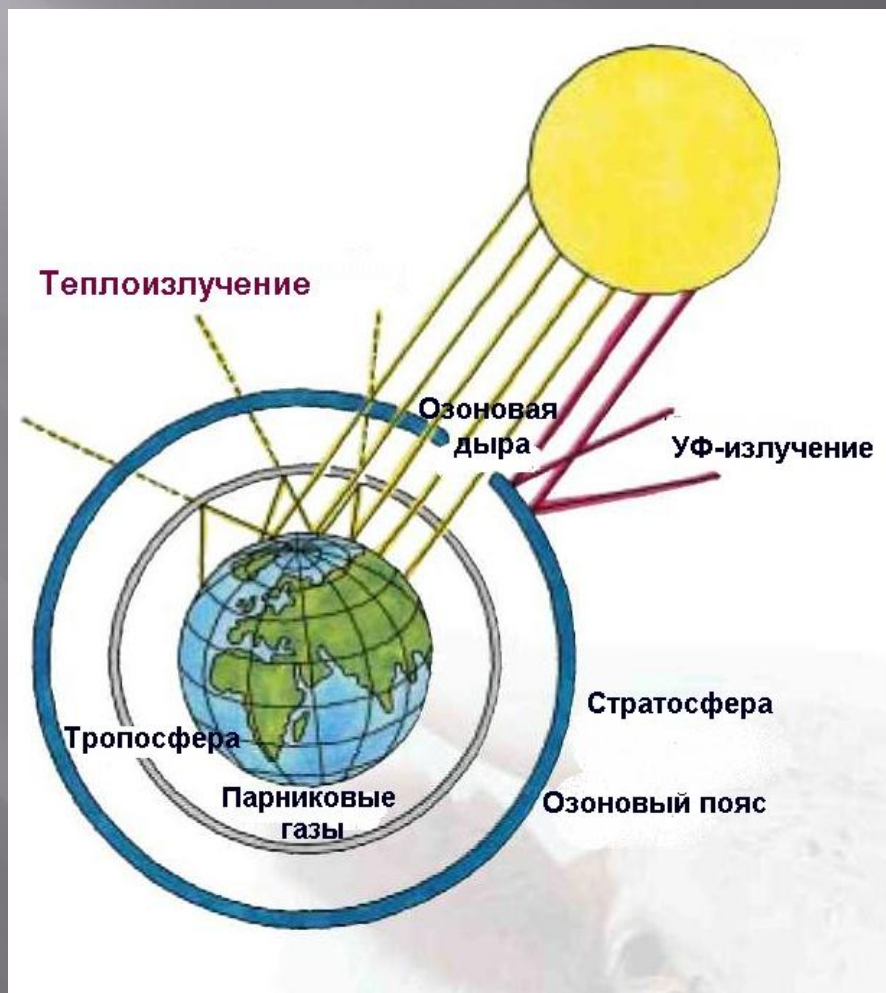 Теплоизлучение
Озоновая
дыра
УФ-излучение
Стратосфера
Тропосфера
Парниковые
газы
Озоновый пояс